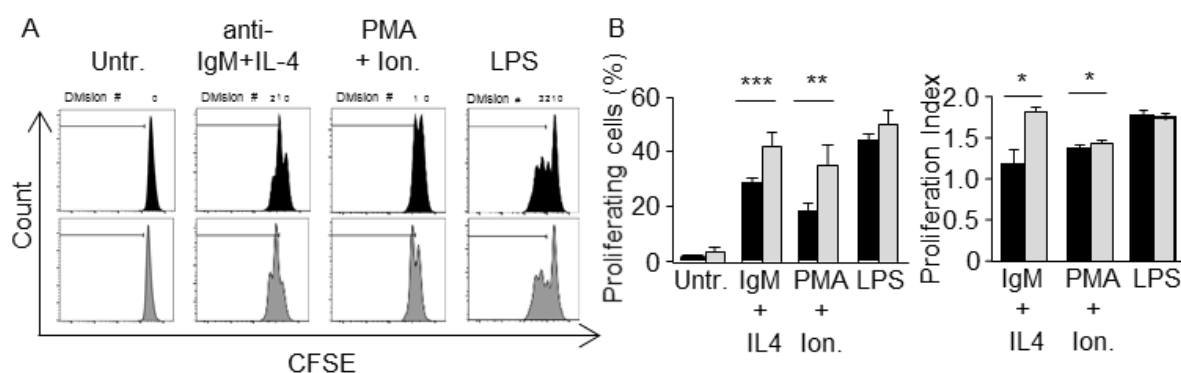 A
anti-
PMA
Untr.
IgM+IL-4
+ Ion.
LPS
Division # 0
Division # 2 1 0
Division # 1 0
Division # 3 2 1 0
Count
CFSE
B
Proliferating cells (%)
60
40
20
0
***
**
Untr.
IgM
+
IL4
PMA
+
Ion.
LPS
Proliferation Index
2.0
1.5
1.0
0.5
0
*
*
IgM
+
IL4
PMA
+
Ion.
LPS